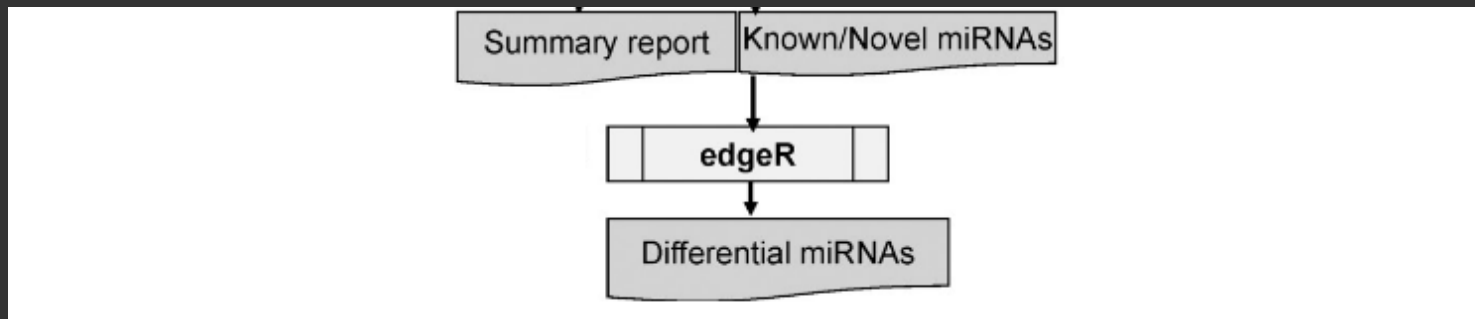 Summary report
Known/Novel miRNAs
edgeR
Differential miRNAs